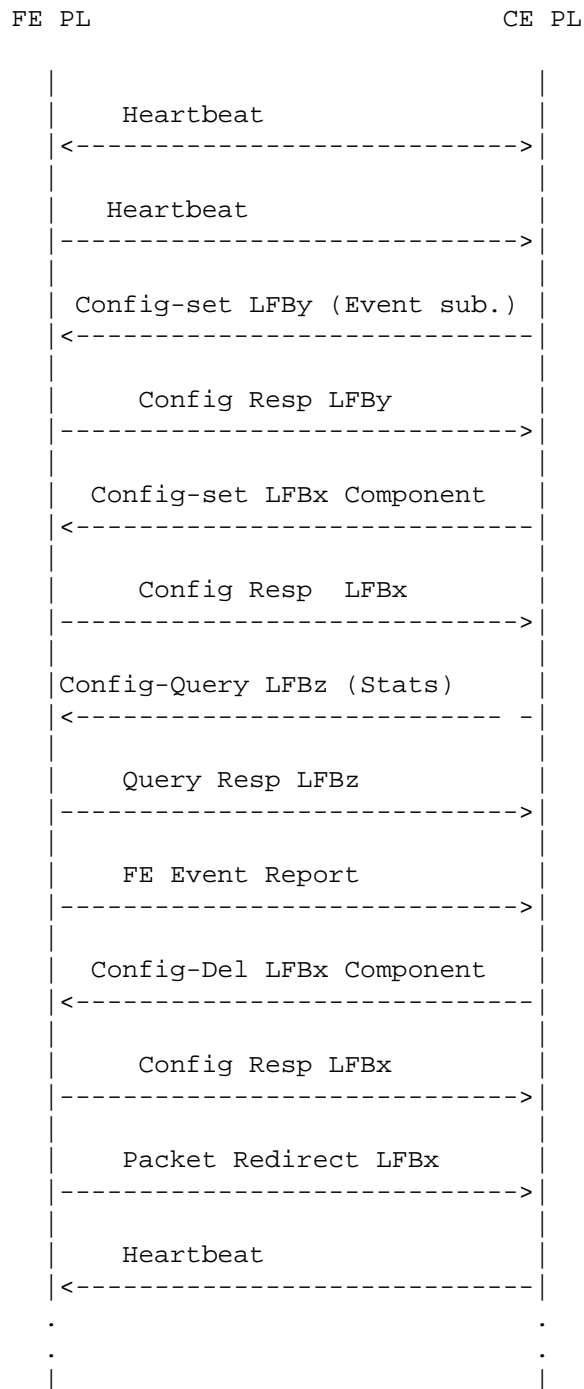 FE PL CE PL
Heartbeat
Heartbeat
Config-set LFBy (Event sub.)
Config Resp LFBy
Config-set LFBx Component
Config Resp LFBx
Config-Query LFBz (Stats)
Query Resp LFBz
FE Event Report
Config-Del LFBx Component
Config Resp LFBx
Packet Redirect LFBx
Heartbeat